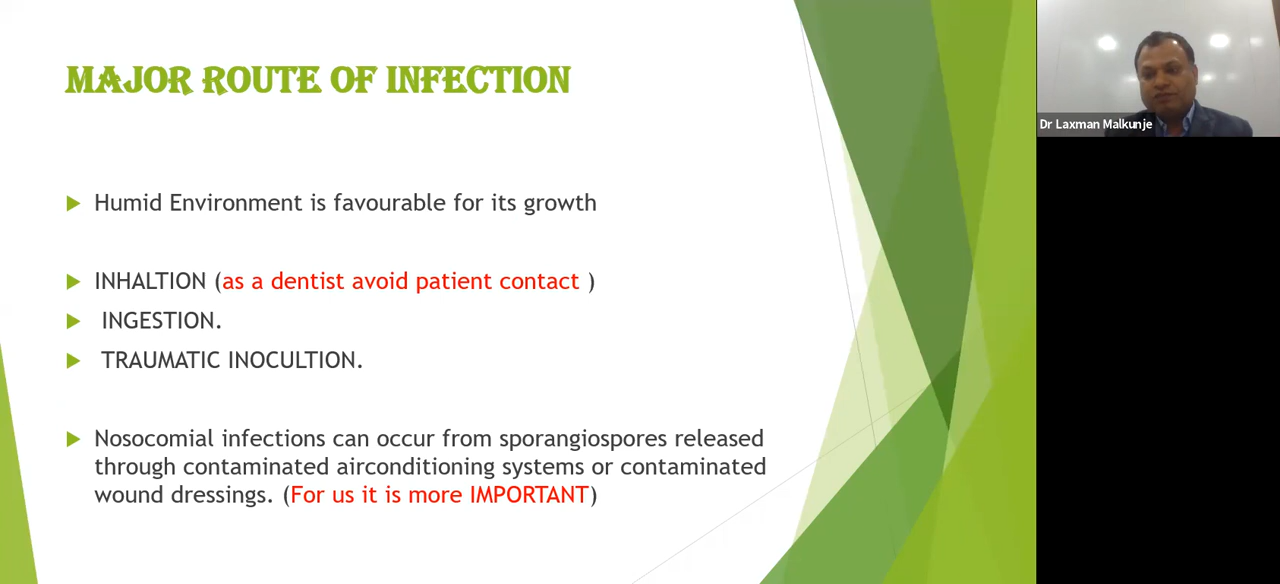 MAJOR ROUTE OF INFECTION
Humid Environment is favourable for its growth
INHALTION (as a dentist avoid patient contact )
INGESTION.
TRAUMATIC INOCULTION.
Nosocomial infections can occur from sporangiospores released
through contaminated airconditioning systems or contaminated
wound dressings. (For us it is more IMPORTANT)
Dr Laxman Malkunje